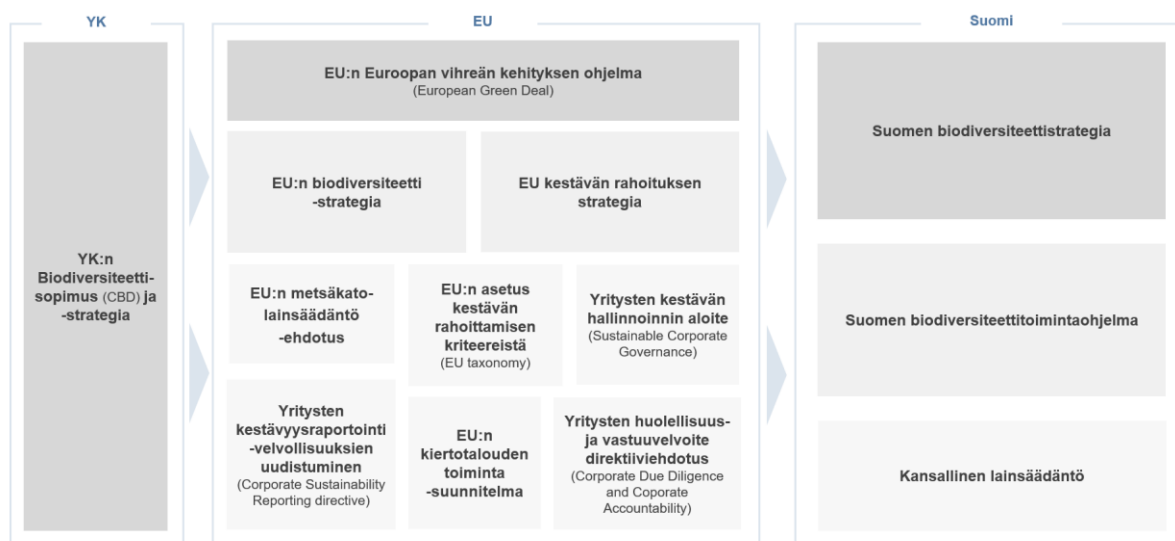 YK
YK:n
Biodiversiteetti-
sopimus (CBD) ja
-strategia
EU
EU:n Euroopan vihreän kehityksen ohjelma
(European Green Deal)
EU:n biodiversiteetti
-strategia
EU kestävän rahoituksen
strategia
EU:n metsäkato-
lainsäädäntö
-ehdotus
EU:n asetus
kestävän
rahoittamisen
kriteereistä
(EU taxonomy)
Yritysten kestävän
hallinnoinnin aloite
(Sustainable Corporate
Governance)
Yritysten
kestävyysraportointi
-velvollisuuksien
uudistuminen
(Corporate Sustainability
Reporting directive)
EU:n
kiertotalouden
toiminta
-suunnitelma
Yritysten huolellisuus-
ja vastuuvelvoite
direktiiviehdotus
(Corporate Due Diligence
and Coporate
Accountability)
Suomi
Suomen biodiversiteettistrategia
Suomen biodiversiteettitoimintaohjelma
Kansallinen lainsäädäntö